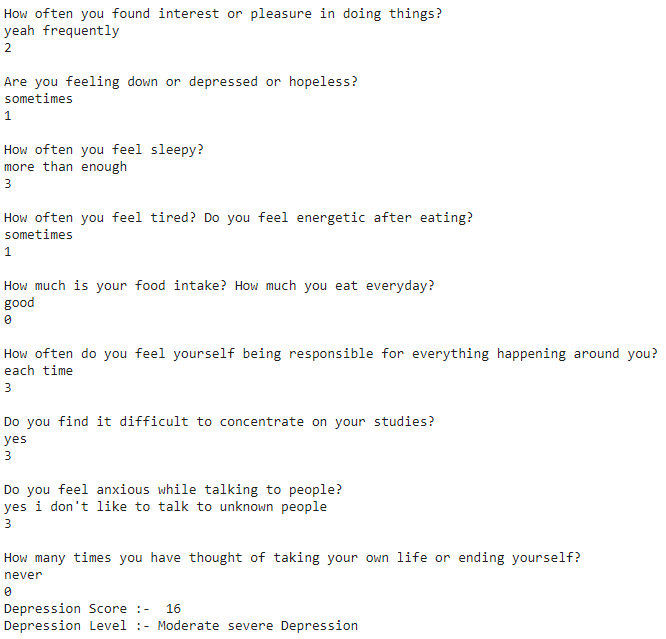 How often you found interest or pleasure in doing things?
yeah frequently
2
Are you feeling down or depressed or hopeless?
sometimes
1
How often you feel sleepy?
more than enough
3
How often you feel tired? Do you feel energetic after eating?
sometimes
1
How much is your food intake? How much you eat everyday?
good
0
How often do you feel yourself being responsible for everything happening around you?
each time
3
Do you find it difficult to concentrate on your studies?
yes
3
Do you feel anxious while talking to people?
yes i don't like to talk to unknown people
3
How many times you have thought of taking your own life or ending yourself?
never
0
Depression Score :-  16
Depression Level :- Moderate severe Depression